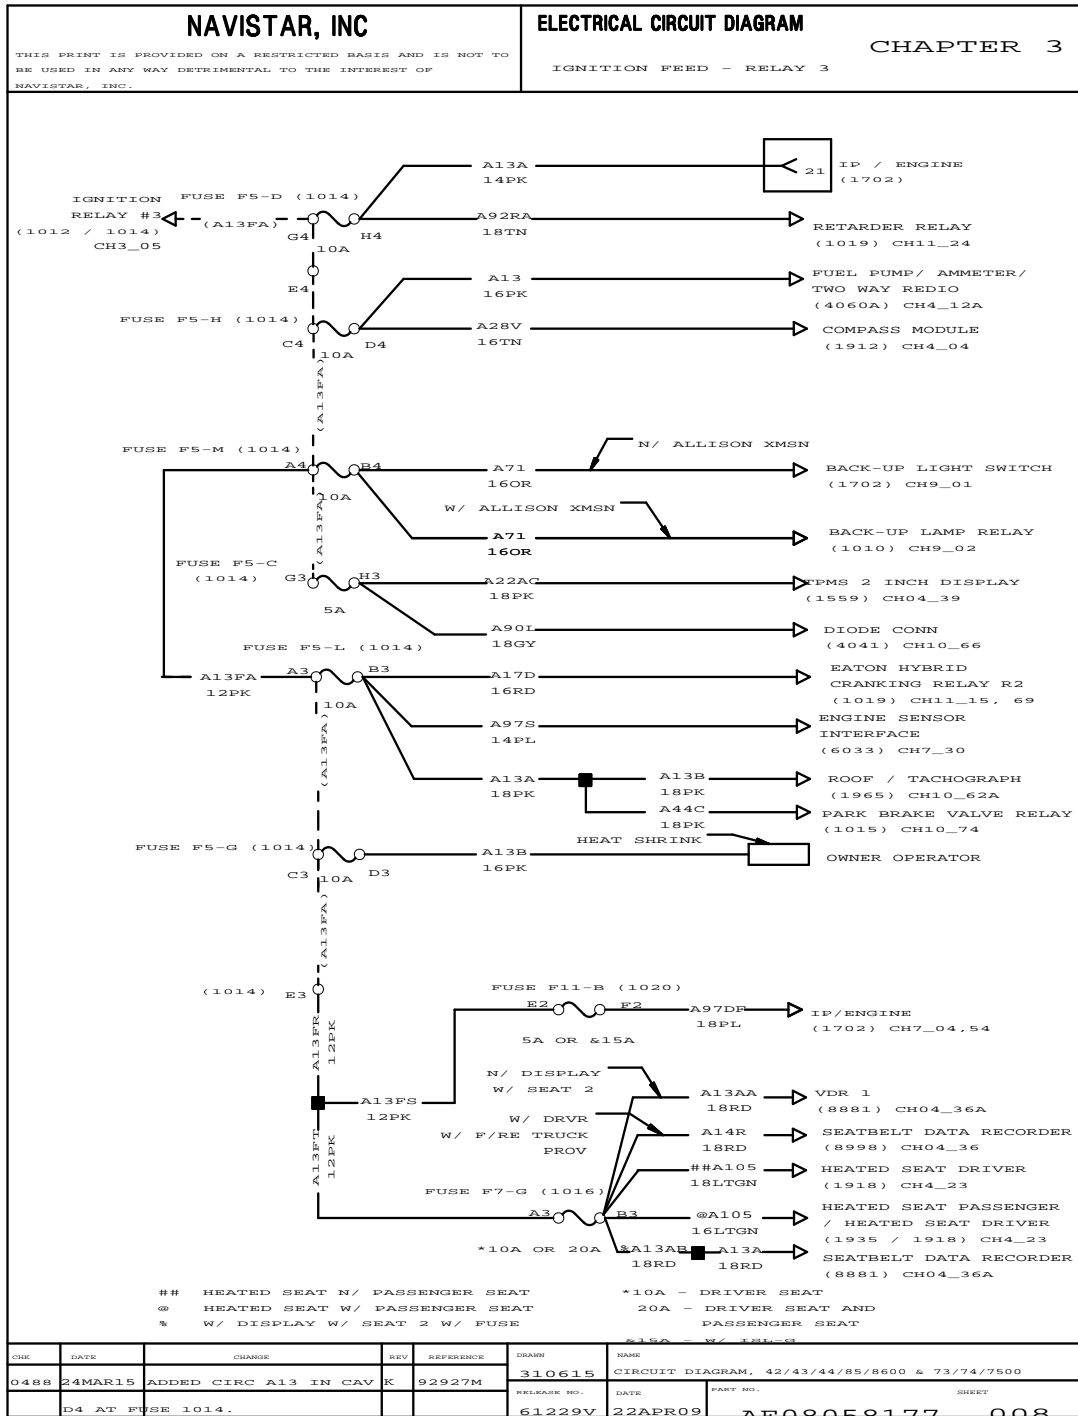 NAVISTAR, INC
THIS PRINT IS PROVIDED ON A RESTRICTED BASIS AND IS NOT TO
BE USED IN ANY WAY DETRIMENTAL TO THE INTEREST OF
NAVISTAR, INC.
ELECTRICAL CIRCUIT DIAGRAM
CHAPTER 3
IGNITION FEED - RELAY 3
A13A
14PK
21
IP / ENGINE
(1702)
IGNITION
RELAY #3
(1012 / 1014)
CH3_05
FUSE F5-D (1014)
(A13FA)
G4
H4
10A
A92RA
18TN
RETARDER RELAY
(1019) CH11_24
E4
A13
16PK
FUEL PUMP/ AMMETER/
TWO WAY REDIO
(4060A) CH4_12A
FUSE F5-H (1014)
C4
10A
D4
A28V
16TN
COMPASS MODULE
(1912) CH4_04
(A13FA)
FUSE F5-M (1014)
A4
B4
10A
N/ ALLISON XMSN
A71
16OR
BACK-UP LIGHT SWITCH
(1702) CH9_01
W/ ALLISON XMSN
A71
16OR
BACK-UP LAMP RELAY
(1010) CH9_02
(A13FA)
FUSE F5-C
(1014)
G3
H3
5A
A22AC
18PK
TPMS 2 INCH DISPLAY
(1559) CH04_39
A90L
18GY
DIODE CONN
(4041) CH10_66
FUSE F5-L (1014)
A13FA
12PK
A3
B3
10A
A17D
16RD
EATON HYBRID
CRANKING RELAY R2
(1019) CH11_15, 69
A97S
14PL
ENGINE SENSOR
INTERFACE
(6033) CH7_30
(A13FA)
A13A
18PK
A13B
18PK
ROOF / TACHOGRAPH
(1965) CH10_62A
A44C
18PK
PARK BRAKE VALVE RELAY
(1015) CH10_74
HEAT SHRINK
FUSE F5-G (1014)
C3
10A
D3
A13B
16PK
OWNER OPERATOR
(A13FA)
(1014) E3
FUSE F11-B (1020)
E2
F2
5A OR &15A
A97DF
18PL
IP/ENGINE
(1702) CH7_04,54
A13FR
12PK
A13FS
12PK
N/ DISPLAY
W/ SEAT 2
A13AA
18RD
VDR 1
(8881) CH04_36A
W/ DRVR
W/ F/RE TRUCK
PROV
A14R
18RD
SEATBELT DATA RECORDER
(8998) CH04_36
A13FT
12PK
##A105
18LTGN
HEATED SEAT DRIVER
(1918) CH4_23
FUSE F7-G (1016)
A3
B3
*10A OR 20A
@A105
16LTGN
HEATED SEAT PASSENGER
/ HEATED SEAT DRIVER
(1935 / 1918) CH4_23
%A13AB
18RD
A13A
18RD
SEATBELT DATA RECORDER
(8881) CH04_36A
## HEATED SEAT N/ PASSENGER SEAT
@ HEATED SEAT W/ PASSENGER SEAT
% W/ DISPLAY W/ SEAT 2 W/ FUSE
*10A - DRIVER SEAT
20A - DRIVER SEAT AND
PASSENGER SEAT
&15A - W/ ISL-G
CHK DATE CHANGE REV REFERENCE
0488 24MAR15 ADDED CIRC A13 IN CAV K 92927M
D4 AT FUSE 1014.
DRAWN
310615
NAME
CIRCUIT DIAGRAM, 42/43/44/85/8600 & 73/74/7500
RELEASE NO.
61229V
DATE
22APR09
PART NO.
AF08058177
SHEET
008